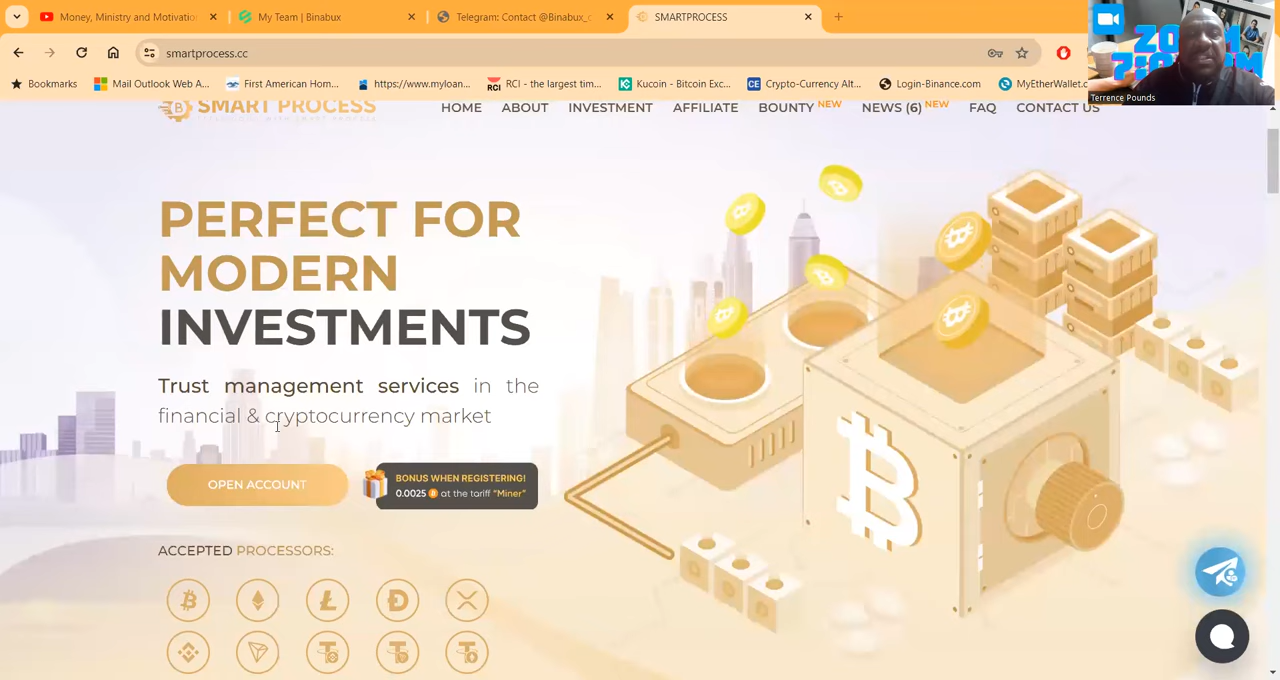 Money, Ministry and Motivatio
My Team | Binabux
Telegram: Contact @Binabux_c
SMARTPROCESS
smartprocess.cc
Bookmarks
Mail Outlook Web A...
First American Hom...
https://www.myloan...
RCI - the largest tim...
Kucoin - Bitcoin Exc...
Crypto-Currency Alt...
Login-Binance.com
MyEtherWallet.c
Terrence Pounds
SMART PROCESS
HOME
ABOUT
INVESTMENT
AFFILIATE
BOUNTY NEW
NEWS (6) NEW
FAQ
CONTACT US
PERFECT FOR
MODERN
INVESTMENTS
Trust management services in the
financial & cryptocurrency market
OPEN ACCOUNT
BONUS WHEN REGISTERING!
0.0025 at the tariff "Miner"
ACCEPTED PROCESSORS: